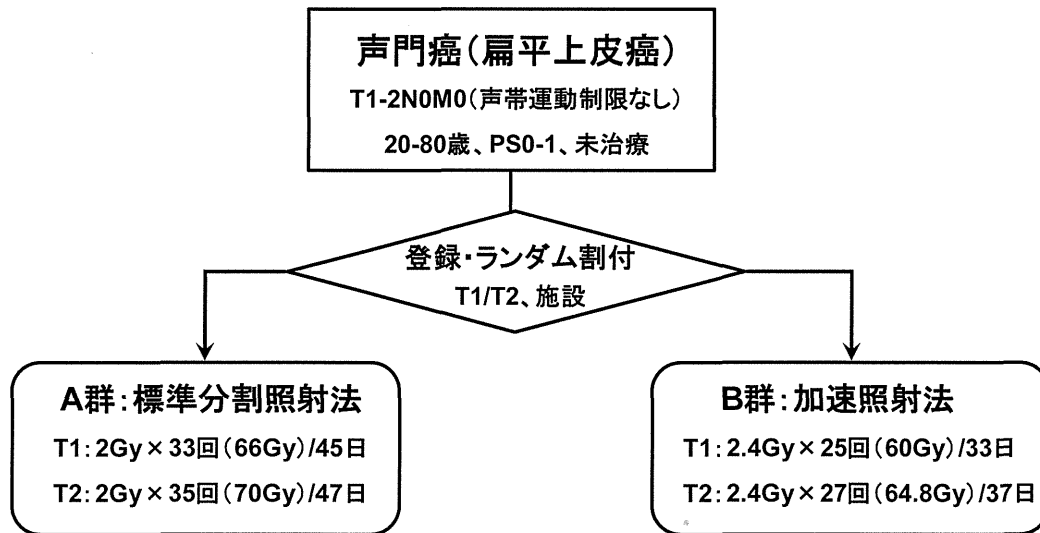 声門癌(扁平上皮癌)
T1-2N0M0(声帯運動制限なし)
20-80歳、PS0-1、未治療
登録・ランダム割付
T1/T2、施設
A群:標準分割照射法
T1:2Gy×33回(66Gy)/45日
T2:2Gy×35回(70Gy)/47日
B群:加速照射法
T1:2.4Gy×25回(60Gy)/33日
T2:2.4Gy×27回(64.8Gy)/37日